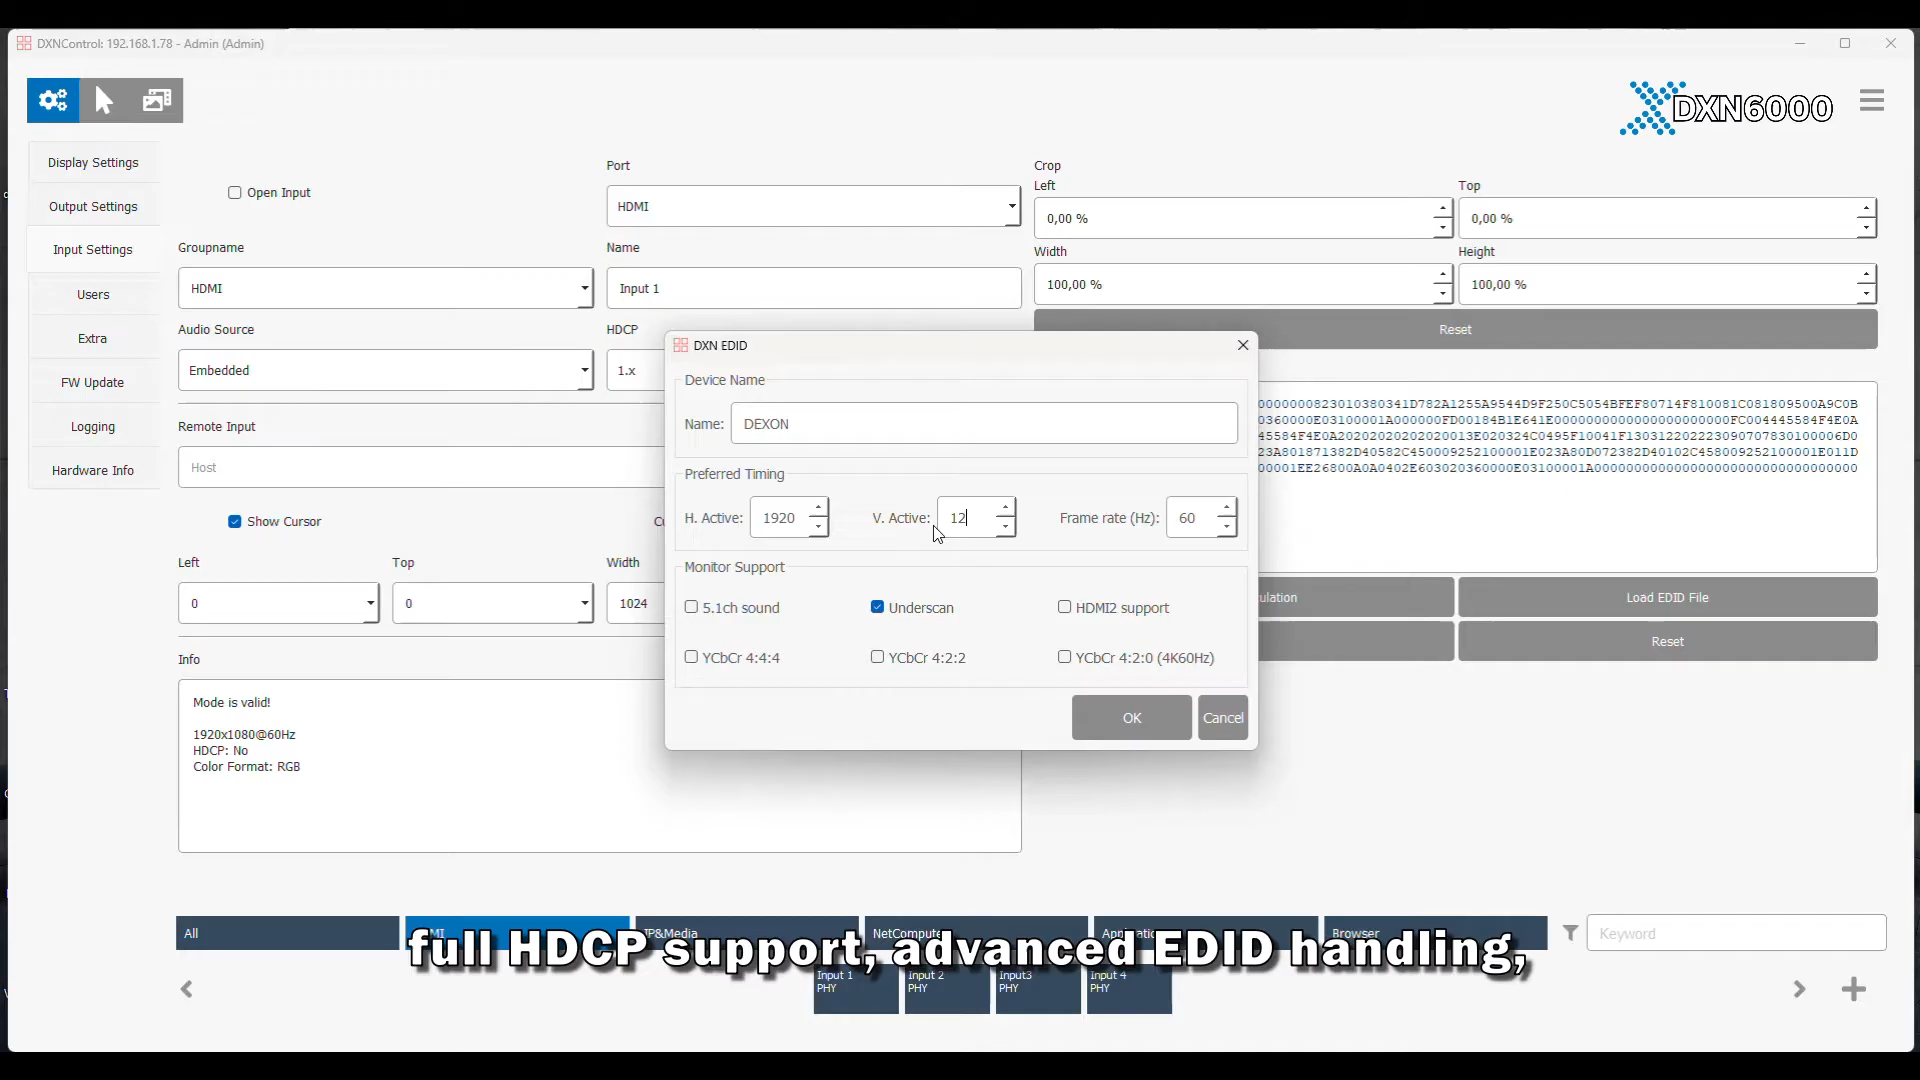 DXNControl: 192.168.1.78 - Admin (Admin)
DXN6000
Display Settings
Output Settings
Input Settings
Users
Extra
FW Update
Logging
Hardware Info
Open Input
Port
HDMI
Groupname
HDMI
Name
Input 1
Audio Source
Embedded
HDCP
1.x
Remote Input
Host
Show Cursor
Left
0
Top
0
Width
1024
Info
Mode is valid!
1920x1080@60Hz
HDCP: No
Color Format: RGB
Crop
Left
0,00 %
Top
0,00 %
Width
100,00 %
Height
100,00 %
Reset
DXN EDID
Device Name
Name: DEXON
Preferred Timing
H. Active: 1920
V. Active: 12
Frame rate (Hz): 60
Monitor Support
5.1ch sound
Underscan
HDMI2 support
YCbCr 4:4:4
YCbCr 4:2:2
YCbCr 4:2:0 (4K60Hz)
OK
Cancel
Load EDID File
Reset
All
IP&Media
Browser
Keyword
full HDCP support, advanced EDID handling,
Input 1
PHY
Input 2
PHY
Input3
PHY
Input 4
PHY